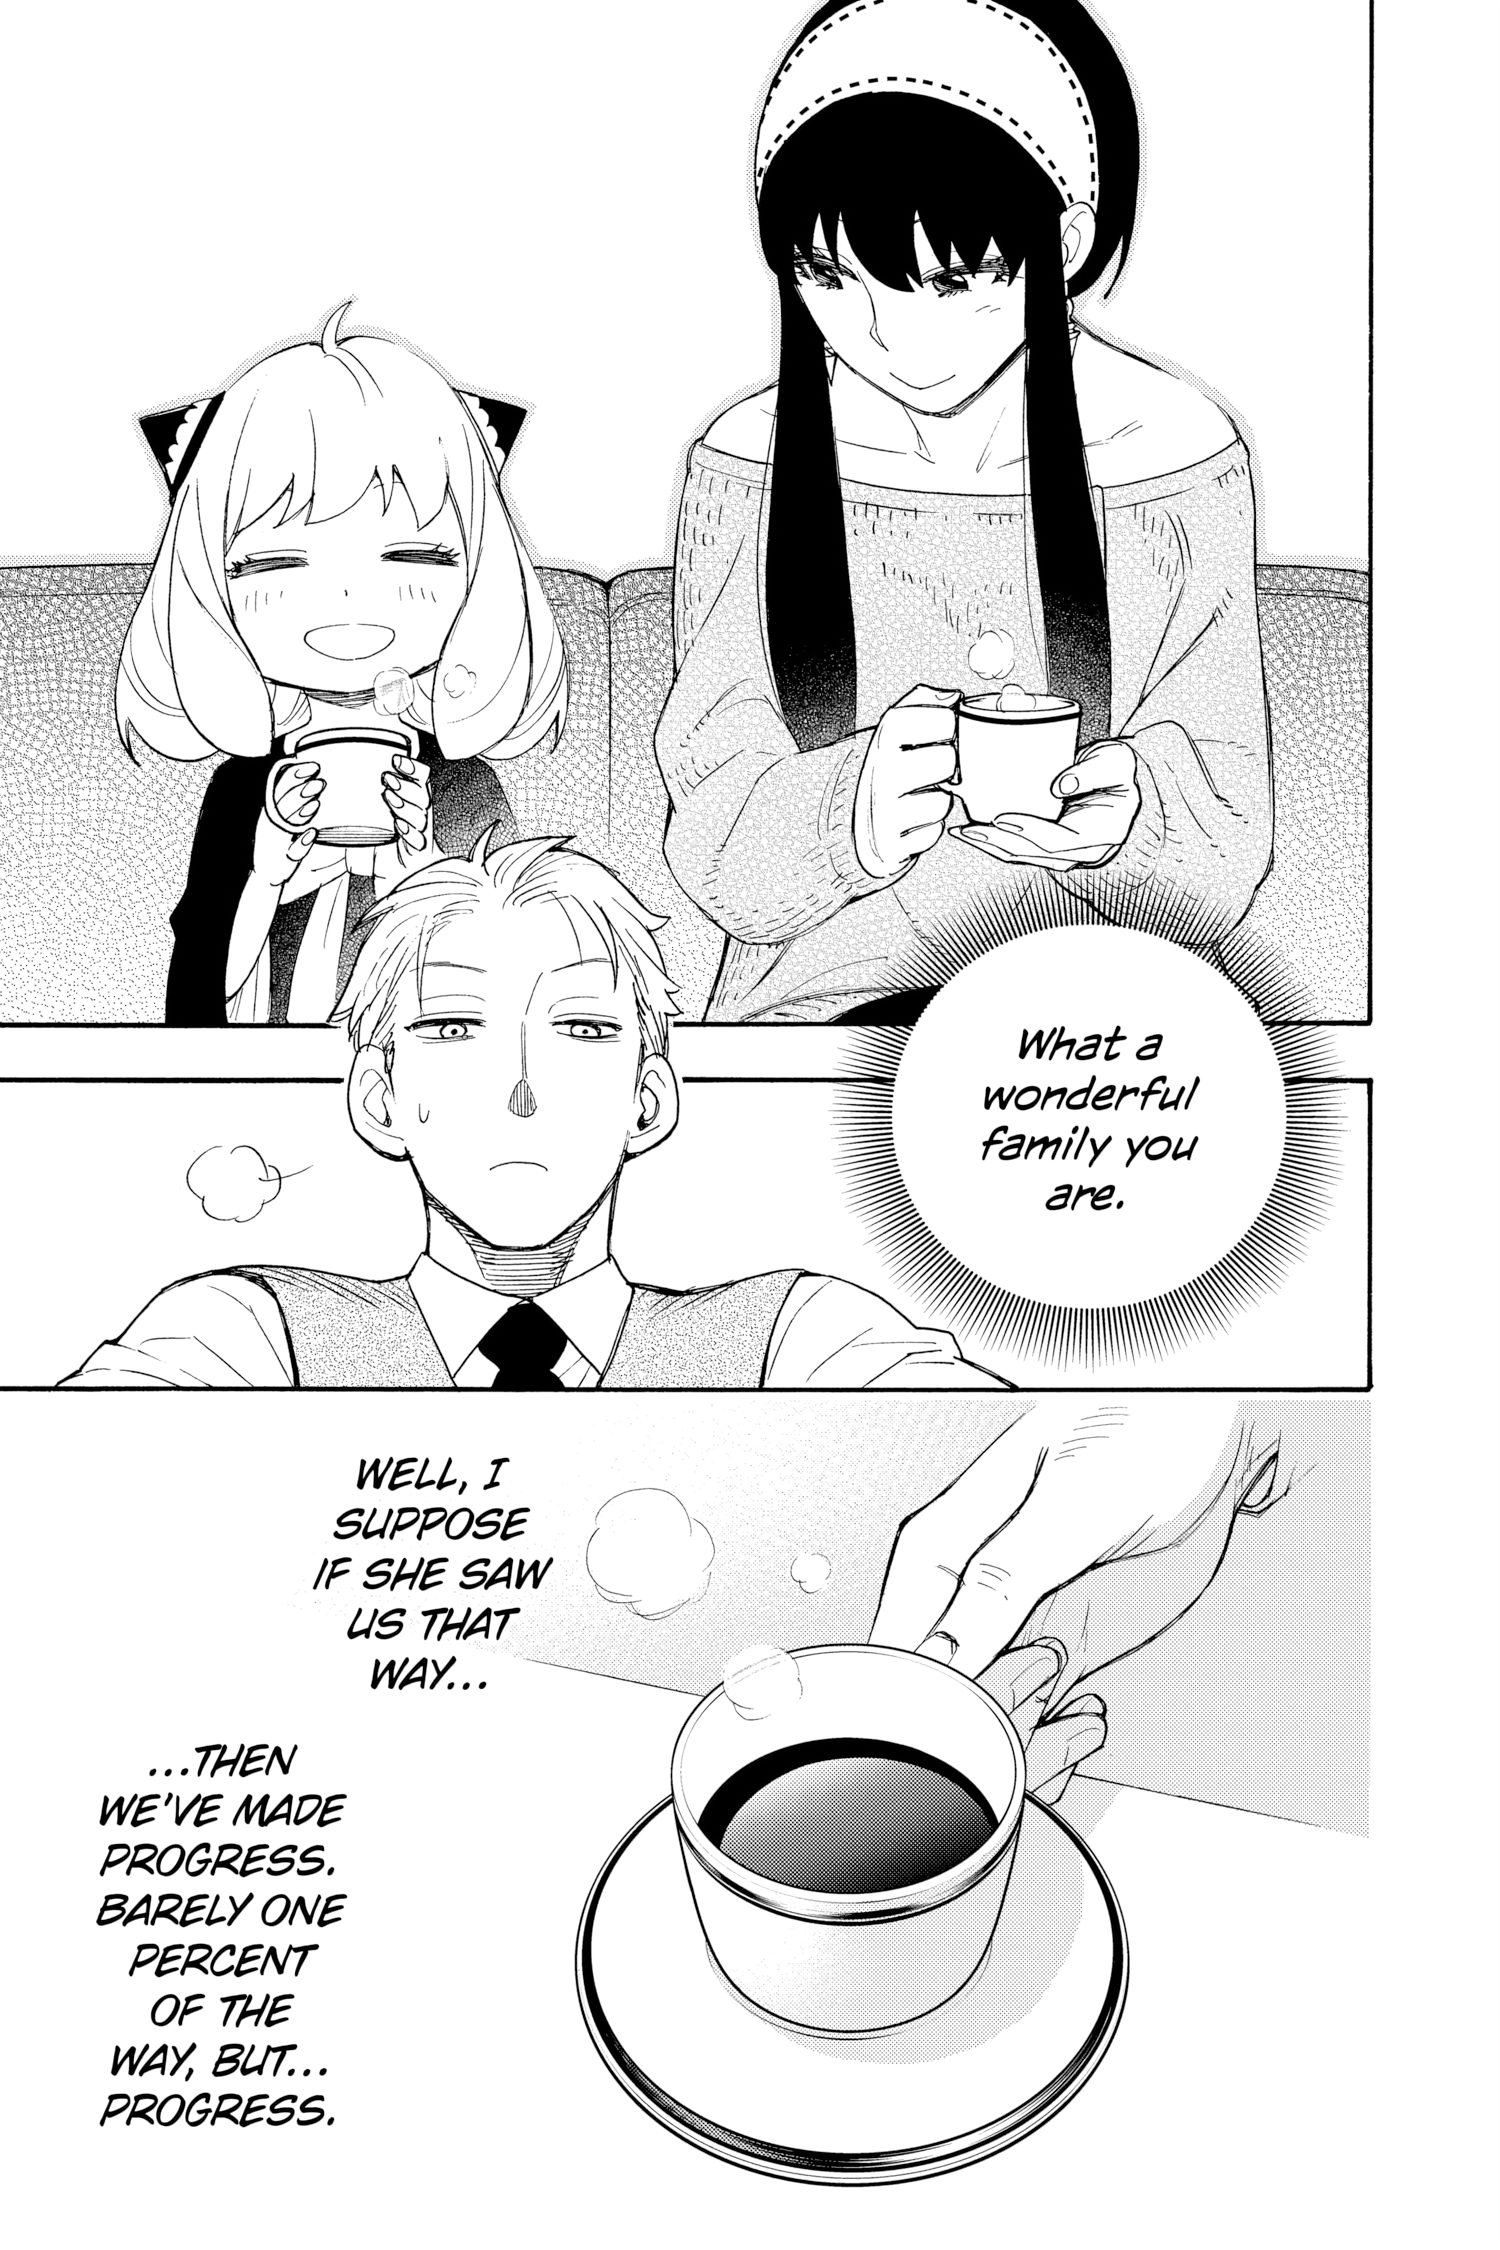 What a
wonderful
family you
are.
WELL, I
SUPPOSE
IF SHE SAW
US THAT
WAY...
...THEN
WE'VE MADE
PROGRESS.
BARELY ONE
PERCENT
OF THE
WAY, BUT...
PROGRESS.